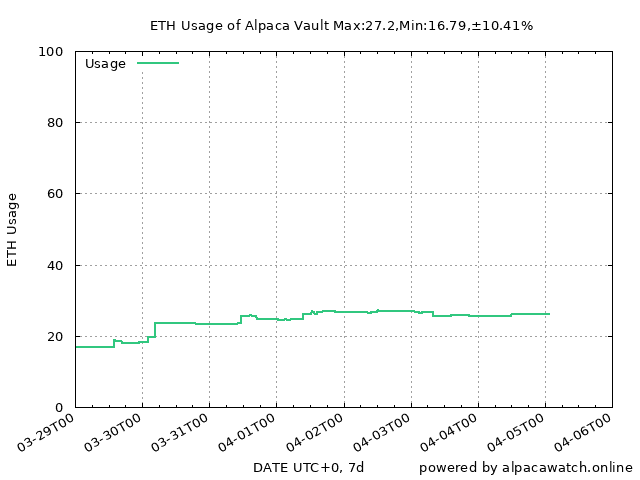 ETH Usage of Alpaca Vault Max:27.2,Min:16.79,±10.41%
Usage
ETH Usage
100
80
60
40
20
0
03-29T00 03-30T00 03-31T00 04-01T00 04-02T00 04-03T00 04-04T00 04-05T00 04-06T00
DATE UTC+0, 7d
powered by alpacawatch.online